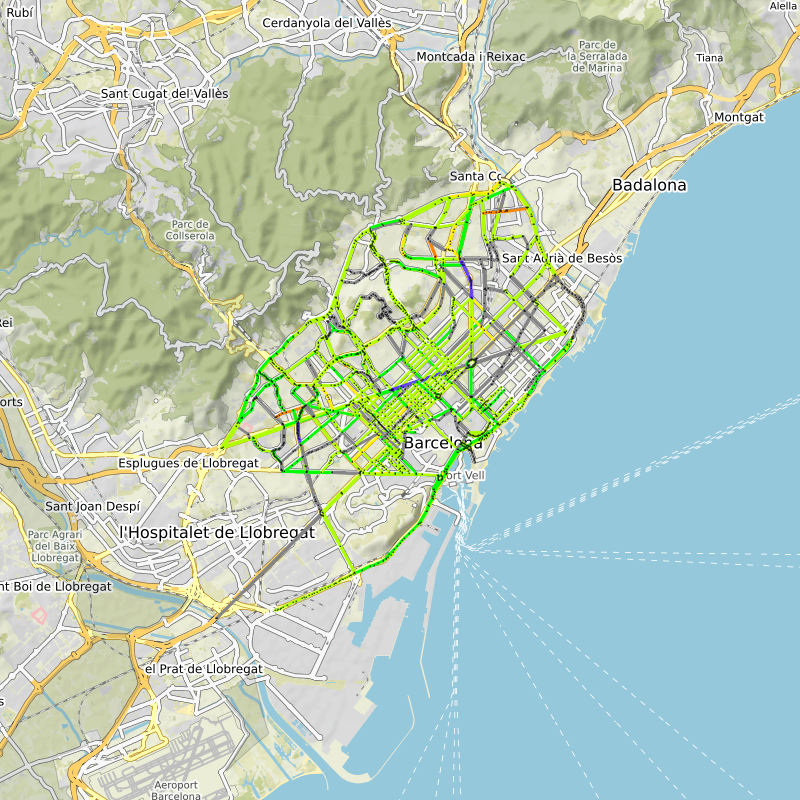 Rubí
Cerdanyola del Vallès
Alella
Montcada i Reixac
Parc de
la Serralada
de Marina
Tiana
Sant Cugat del Vallès
Montgat
Santa Co
Badalona
Parc de
Collserola
Sant Adrià de Besòs
ei
orts
Barcelona
Esplugues de Llobregat
ort Vell
Sant Joan Despí
l'Hospitalet de Llobregat
Parc Agrari
del Baix
Llobregat
nt Boi de Llobregat
el Prat de Llobregat
s
Aeroport
Barcelona